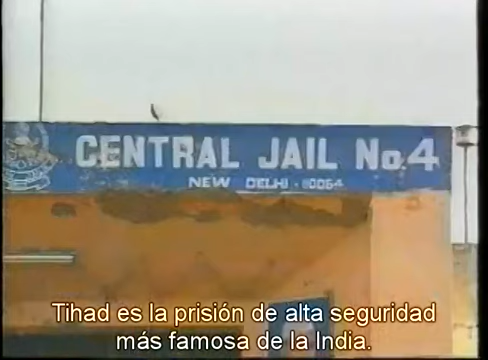 CENTRAL JAIL No.4
NEW DELHI - 110064
Tihad es la prisión de alta seguridad
más famosa de la India.